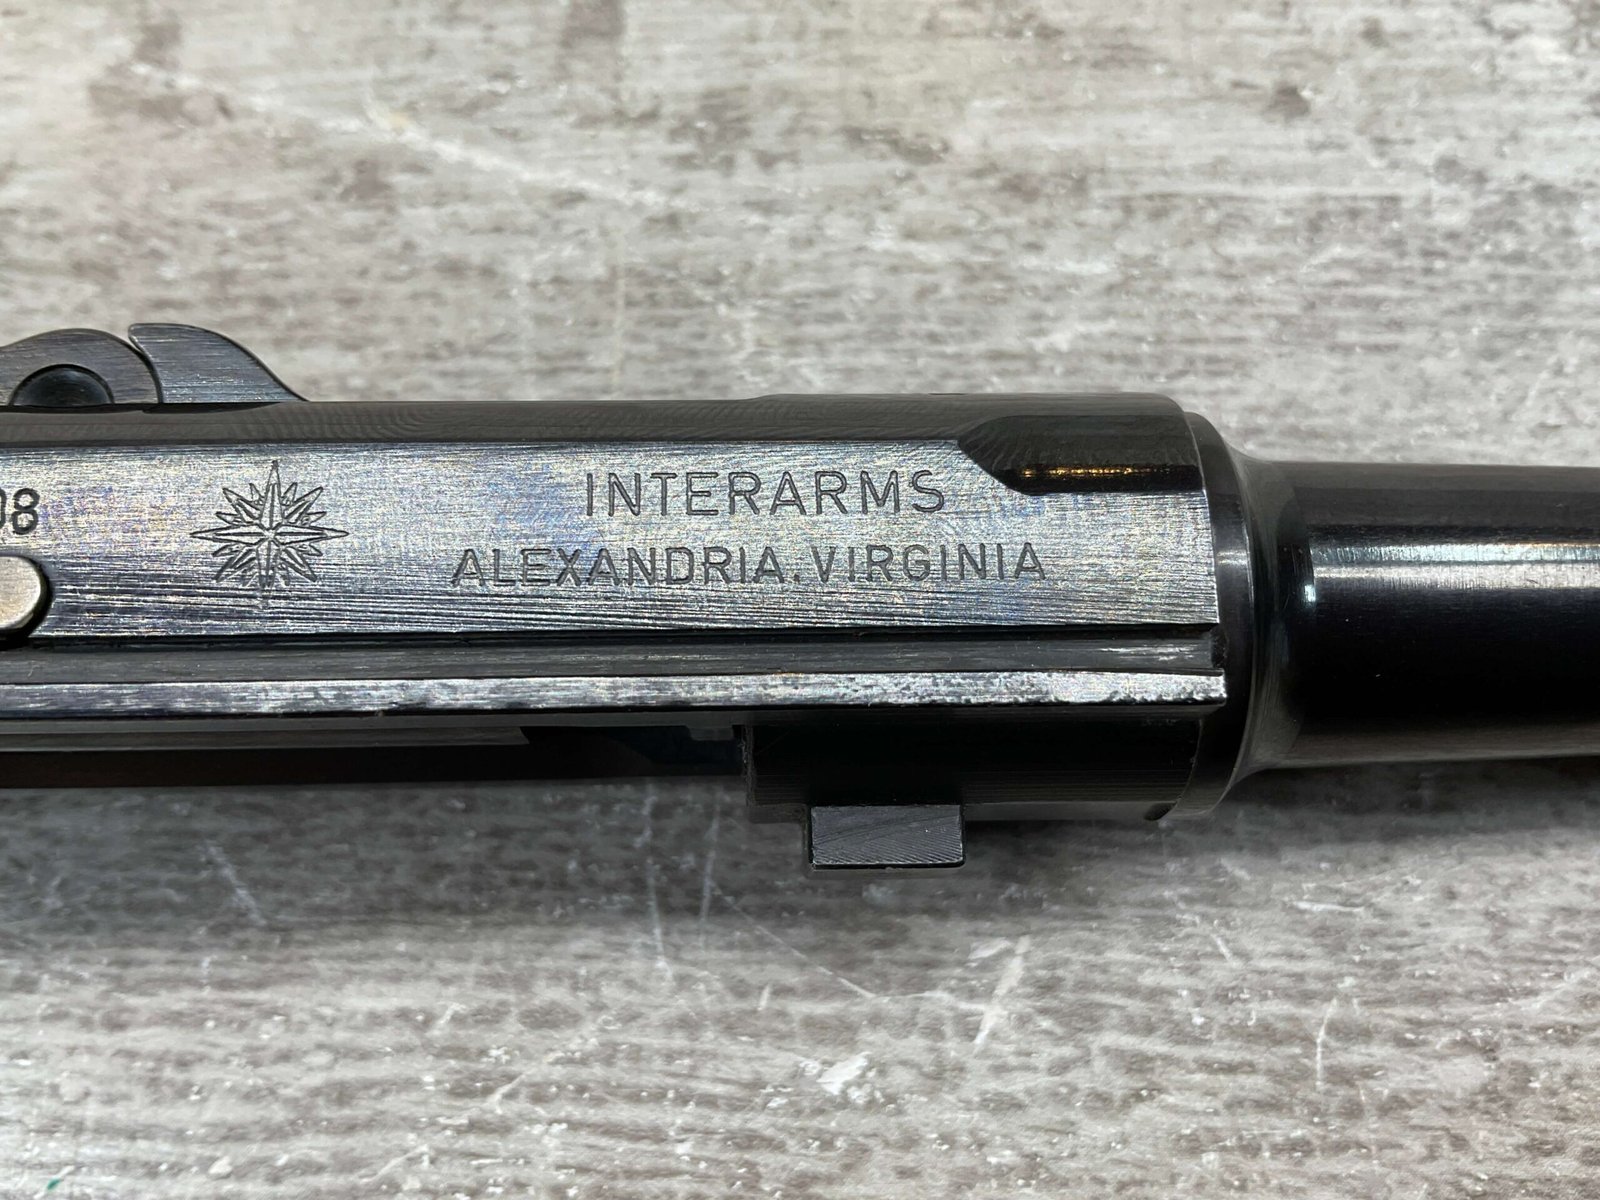 INTERARMS
ALEXANDRIA. VIRGINIA
08